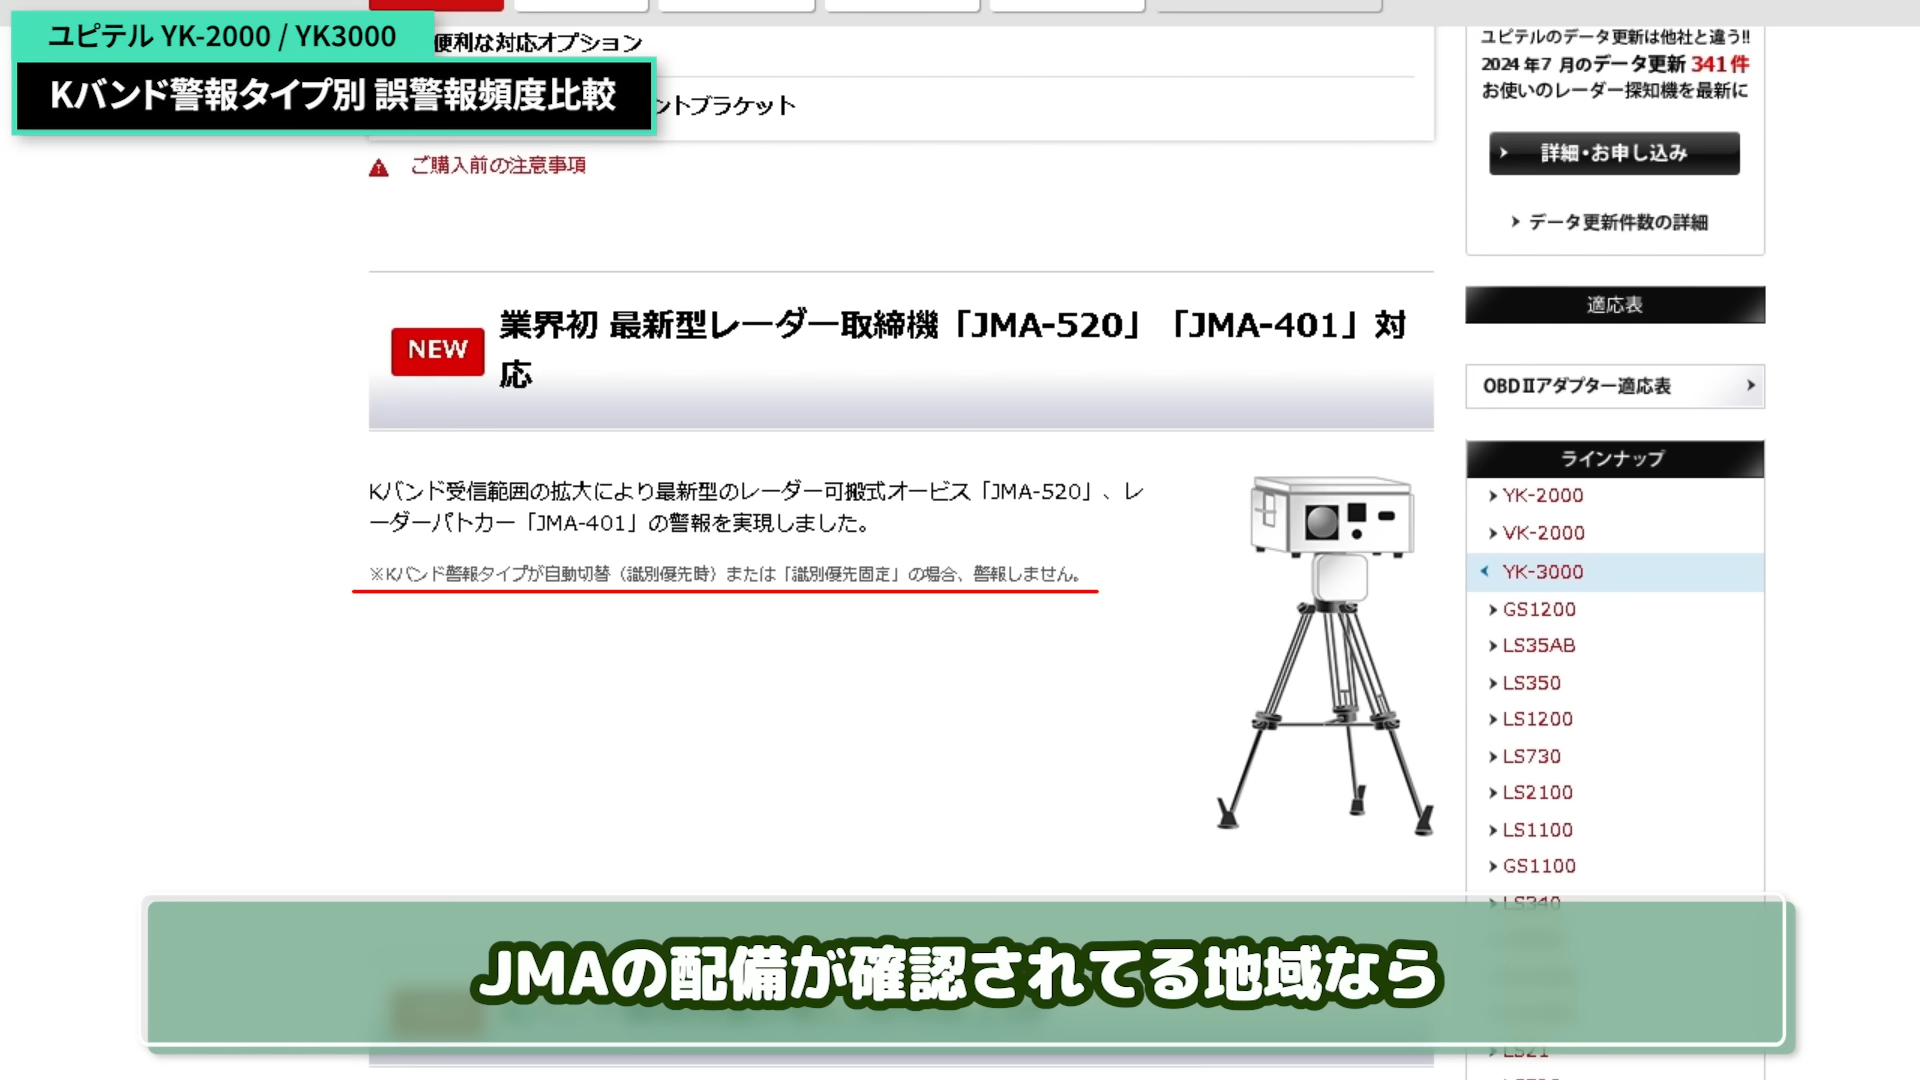 ユピテル YK-2000 / YK3000
Kバンド警報タイプ別 誤警報頻度比較
便利な対応オプション
ントブラケット
ご購入前の注意事項
NEW
業界初 最新型レーダー取締機「JMA-520」「JMA-401」対
応
Kバンド受信範囲の拡大により最新型のレーダー可搬式オービス「JMA-520」、レ
ーダーパトカー「JMA-401」の警報を実現しました。
※Kバンド警報タイプが自動切替（識別優先時）または「識別優先固定」の場合、警報しません。
ユピテルのデータ更新は他社と違う!!
2024年7月のデータ更新 341件
お使いのレーダー探知機を最新に
詳細・お申し込み
データ更新件数の詳細
適応表
OBDⅡアダプター適応表
ラインナップ
YK-2000
VK-2000
YK-3000
GS1200
LS35AB
LS350
LS1200
LS730
LS2100
LS1100
GS1100
LS340
LS21
JMAの配備が確認されてる地域なら